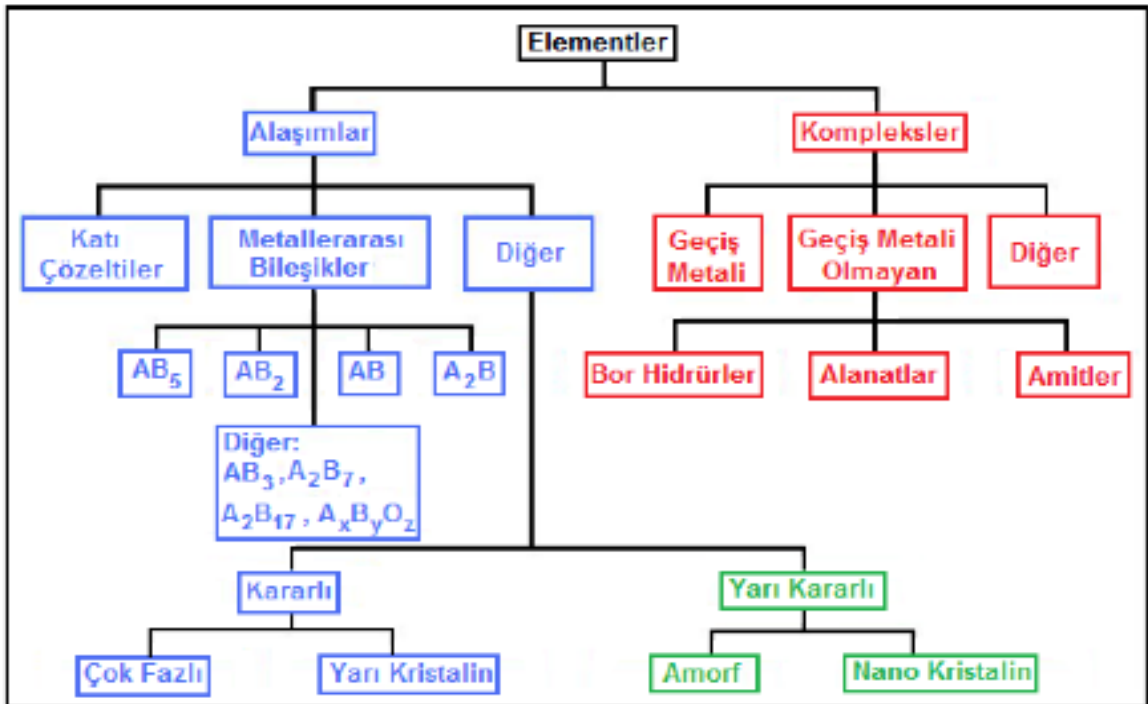 Elementler
Alaşımlar
Kompleksler
Katı
Çözeltiler
Metallerarası
Bileşikler
Diğer
Geçiş
Metali
Geçiş Metali
Olmayan
Diğer
AB₅
AB₂
AB
A₂B
Bor Hidrürler
Alanatlar
Amitler
Diğer:
AB₃,A₂B₇,
A₂B₁₇, AₓB_yO_z
Kararlı
Yarı Kararlı
Çok Fazlı
Yarı Kristalin
Amorf
Nano Kristalin